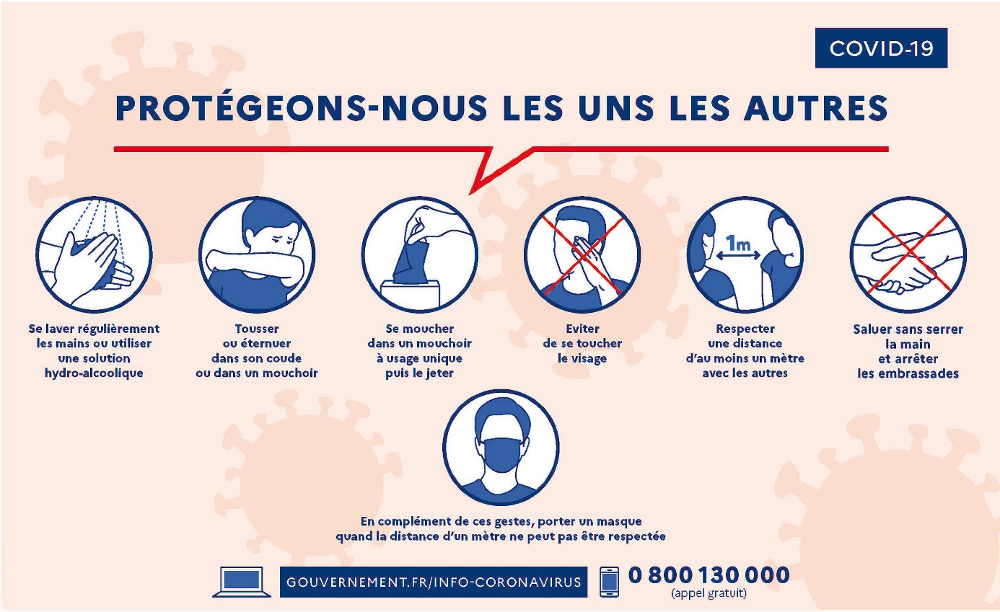 COVID-19
PROTÉGEONS-NOUS LES UNS LES AUTRES
Se laver régulièrement
les mains ou utiliser
une solution
hydro-alcoolique
Tousser
ou éternuer
dans son coude
ou dans un mouchoir
Se moucher
dans un mouchoir
à usage unique
puis le jeter
Eviter
de se toucher
le visage
1m
Respecter
une distance
d'au moins un mètre
avec les autres
Saluer sans serrer
la main
et arrêter
les embrassades
En complément de ces gestes, porter un masque
quand la distance d'un mètre ne peut pas être respectée
GOUVERNEMENT.FR/INFO-CORONAVIRUS
0 800 130 000
(appel gratuit)